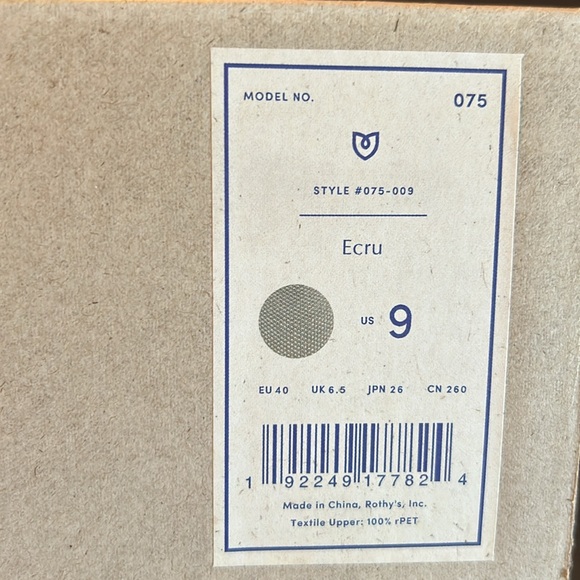 MODEL NO. 075
STYLE #075-009
Ecru
US 9
EU 40 UK 6.5 JPN 26 CN 260
1 92249 17782 4
Made in China, Rothy's, Inc.
Textile Upper: 100% rPET